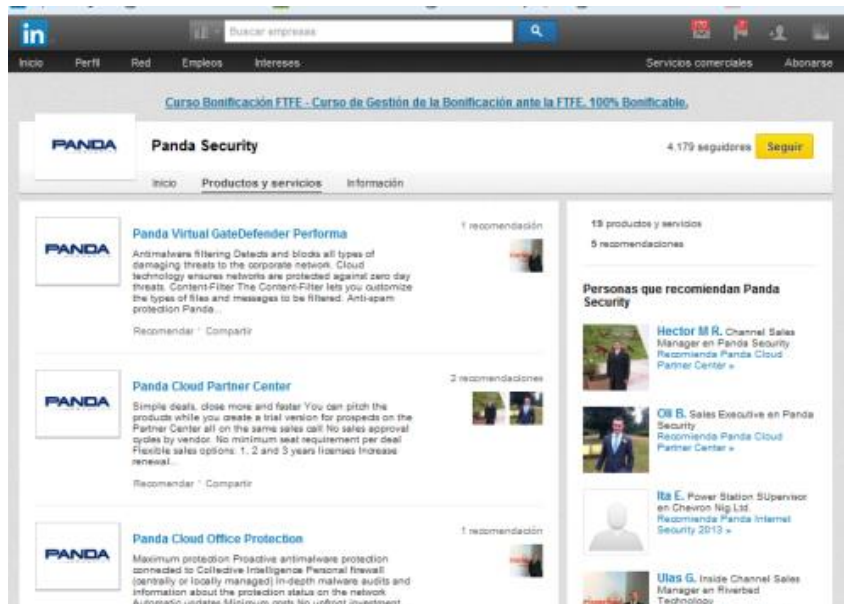 in
Buscar empresas
Inicio Perfil Red Empleos Intereses
Servicios comerciales Abonarse
Curso Bonificación FTFE - Curso de Gestión de la Bonificación ante la FTFE. 100% Bonificable.
PANDA
Panda Security
4.179 seguidores
Seguir
Inicio Productos y servicios Información
PANDA
Panda Virtual GateDefender Performa
1 recomendación
Antimalware filtering Detects and blocks all types of
damaging threats to the corporate network. Cloud
technology ensures networks are protected against zero day
threats. Content-Filter The Content-Filter lets you customize
the types of files and messages to be filtered. Anti-spam
protection Panda...
Recomendar · Compartir
PANDA
Panda Cloud Partner Center
2 recomendaciones
Simple deals, close more and faster You can pitch the
products while you create a trial version for prospects on the
Partner Center all on the same sales call No sales approval
cycles by vendor. No minimum seat requirement per deal
Flexible sales options: 1, 2 and 3 years licenses Increase
renewal...
Recomendar · Compartir
PANDA
Panda Cloud Office Protection
1 recomendación
Maximum protection Proactive antimalware protection
connected to Collective Intelligence Personal firewall
(centrally or locally managed) In-depth malware audits and
information about the protection status on the network
Automatic updates Minimum costs No upfront investment
19 productos y servicios
5 recomendaciones
Personas que recomiendan Panda
Security
Hector M R. Channel Sales
Manager en Panda Security
Recomienda Panda Cloud
Partner Center »
Oli B. Sales Executive en Panda
Security
Recomienda Panda Cloud
Partner Center »
Ita E. Power Station SUpervisor
en Chevron Nig.Ltd.
Recomienda Panda Internet
Security 2013 »
Ulas G. Inside Channel Sales
Manager en Riverbed
Technology